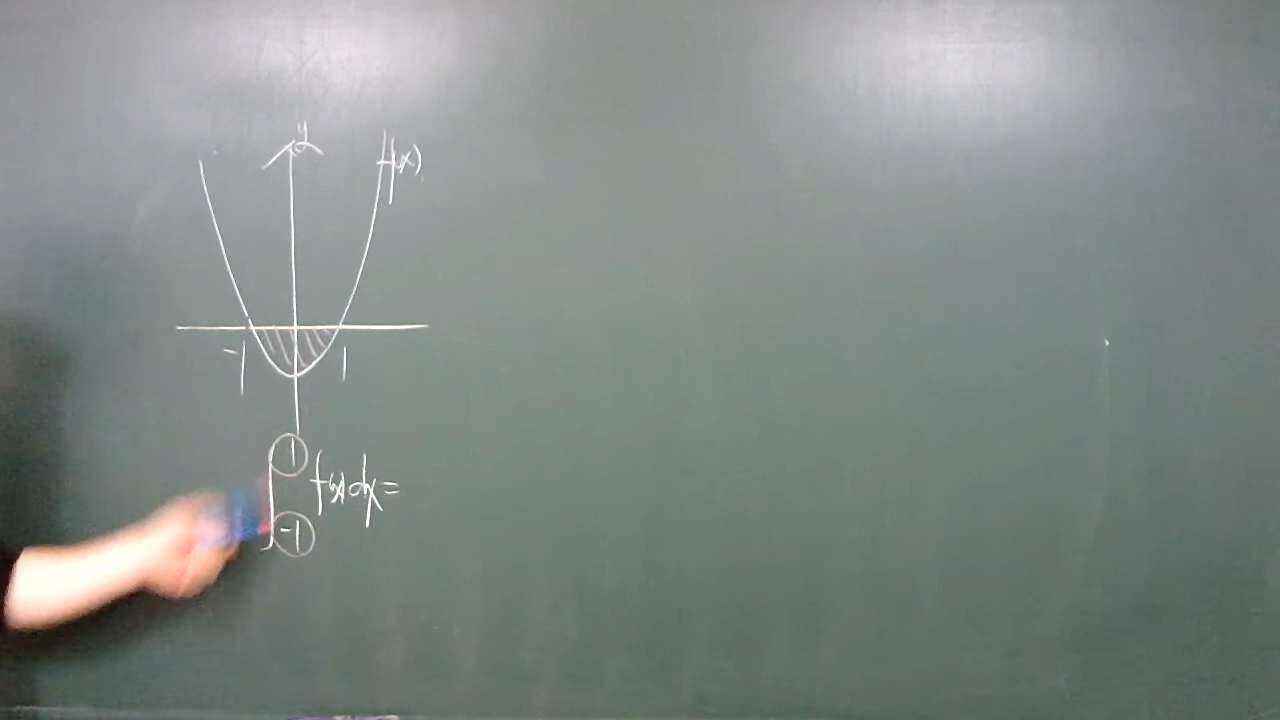 y
f(x)
-1 1
∫_{-1}^{1} f(x)dx=